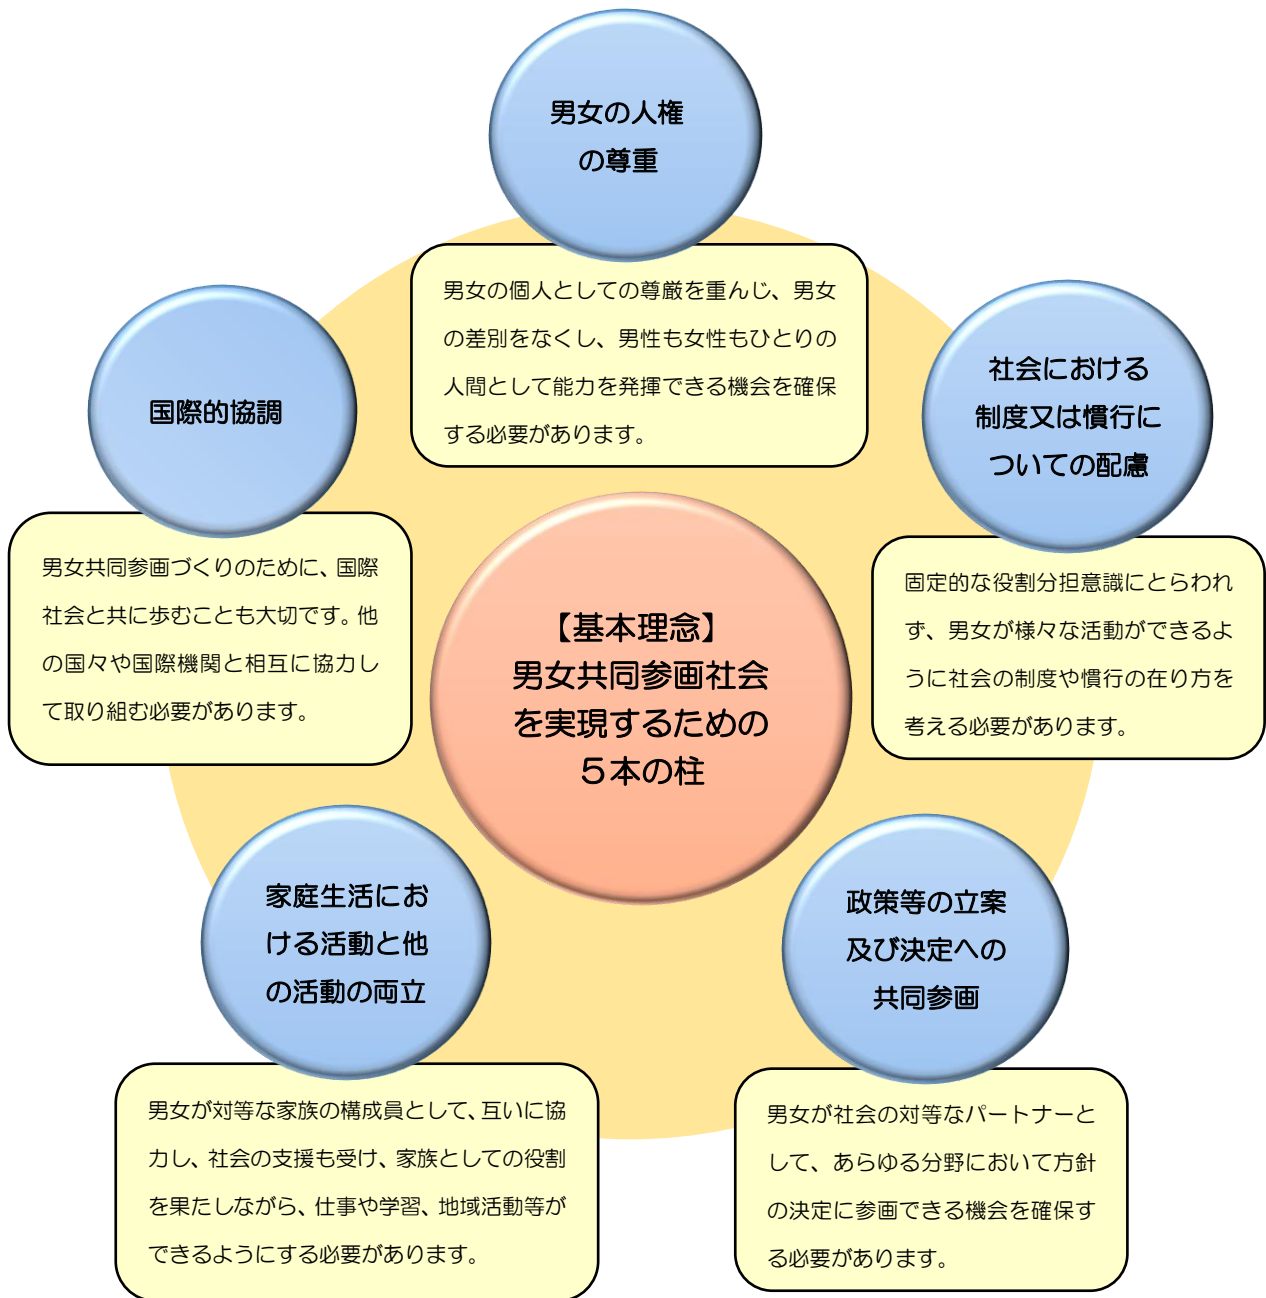 男女の人権
の尊重
男女の個人としての尊厳を重んじ、男女
の差別をなくし、男性も女性もひとりの
人間として能力を発揮できる機会を確保
する必要があります。
社会における
制度又は慣行に
ついての配慮
固定的な役割分担意識にとらわれ
ず、男女が様々な活動ができるよ
うに社会の制度や慣行の在り方を
考える必要があります。
国際的協調
男女共同参画づくりのために、国際
社会と共に歩むことも大切です。他
の国々や国際機関と相互に協力し
て取り組む必要があります。
【基本理念】
男女共同参画社会
を実現するための
５本の柱
家庭生活にお
ける活動と他
の活動の両立
男女が対等な家族の構成員として、互いに協
力し、社会の支援も受け、家族としての役割
を果たしながら、仕事や学習、地域活動等が
できるようにする必要があります。
政策等の立案
及び決定への
共同参画
男女が社会の対等なパートナーと
して、あらゆる分野において方針
の決定に参画できる機会を確保す
る必要があります。